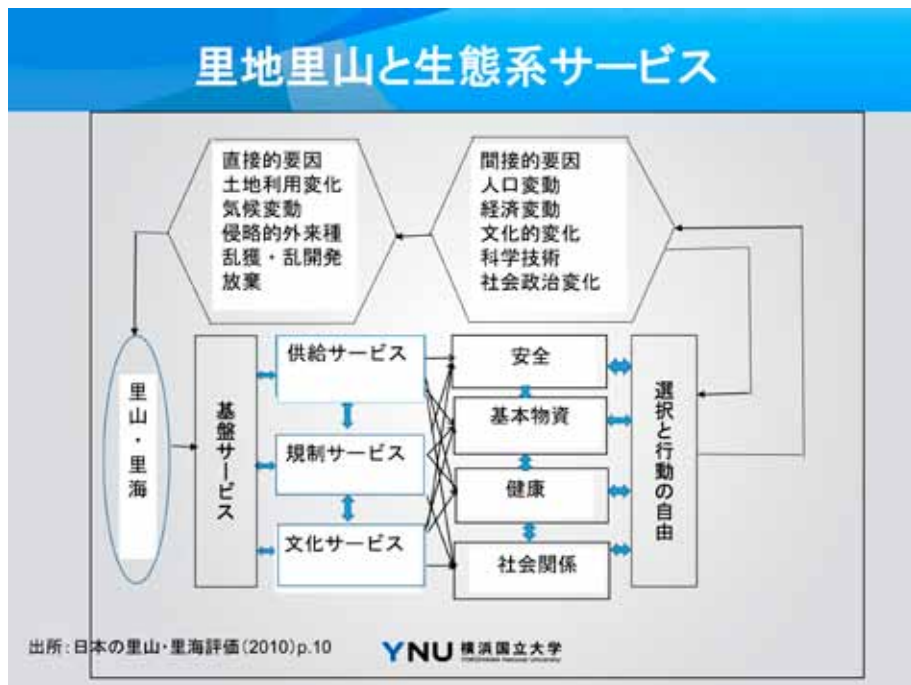 里地里山と生態系サービス
直接的要因
土地利用変化
気候変動
侵略的外来種
乱獲・乱開発
放棄
間接的要因
人口変動
経済変動
文化的変化
科学技術
社会政治変化
里山・里海
基盤サービス
供給サービス
規制サービス
文化サービス
安全
基本物資
健康
社会関係
選択と行動の自由
出所:日本の里山・里海評価(2010)p.10
YNU 横浜国立大学
YOKOHAMA National University